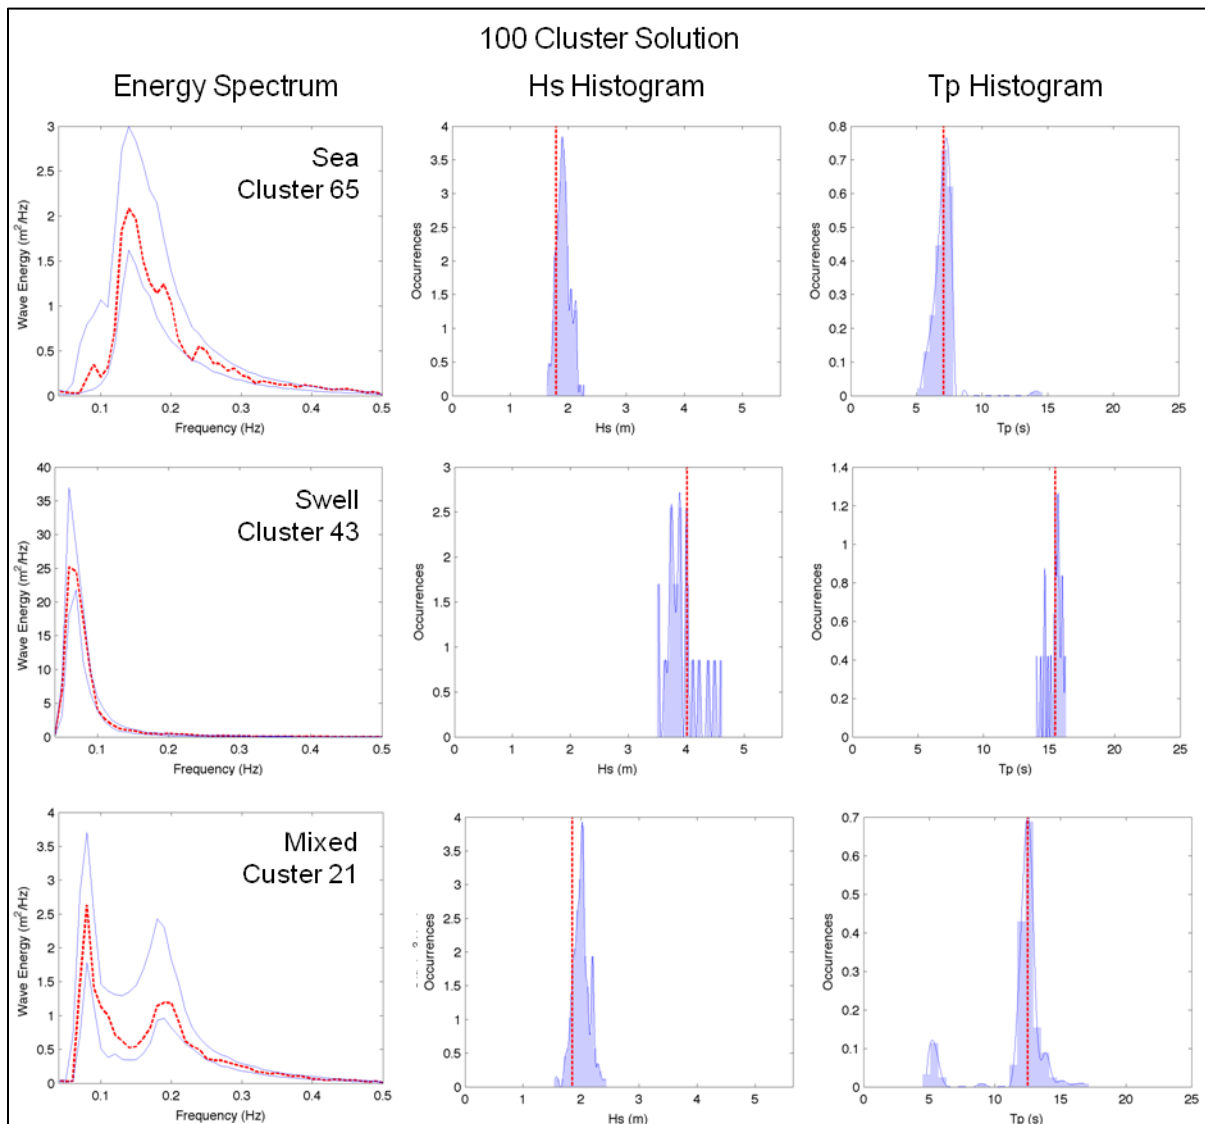 100 Cluster Solution
Energy Spectrum
Hs Histogram
Tp Histogram
Sea
Cluster 65
Wave Energy (m²/Hz)
3
2.5
2
1.5
1
0.5
0
0.1 0.2 0.3 0.4 0.5
Frequency (Hz)
Occurrences
4
3.5
3
2.5
2
1.5
1
0.5
0
0 1 2 3 4 5
Hs (m)
Occurrences
0.8
0.7
0.6
0.5
0.4
0.3
0.2
0.1
0
0 5 10 15 20 25
Tp (s)
Swell
Cluster 43
Wave Energy (m²/Hz)
40
35
30
25
20
15
10
5
0
0.1 0.2 0.3 0.4 0.5
Frequency (Hz)
Occurrences
3
2.5
2
1.5
1
0.5
0
0 1 2 3 4 5
Hs (m)
Occurrences
1.4
1.2
1
0.8
0.6
0.4
0.2
0
0 5 10 15 20 25
Tp (s)
Mixed
Custer 21
Wave Energy (m²/Hz)
4
3.5
3
2.5
2
1.5
1
0.5
0
0.1 0.2 0.3 0.4 0.5
Frequency (Hz)
Occurrences
4
3.5
3
2.5
2
1.5
1
0.5
0
0 1 2 3 4 5
Hs (m)
Occurrences
0.7
0.6
0.5
0.4
0.3
0.2
0.1
0
0 5 10 15 20 25
Tp (s)